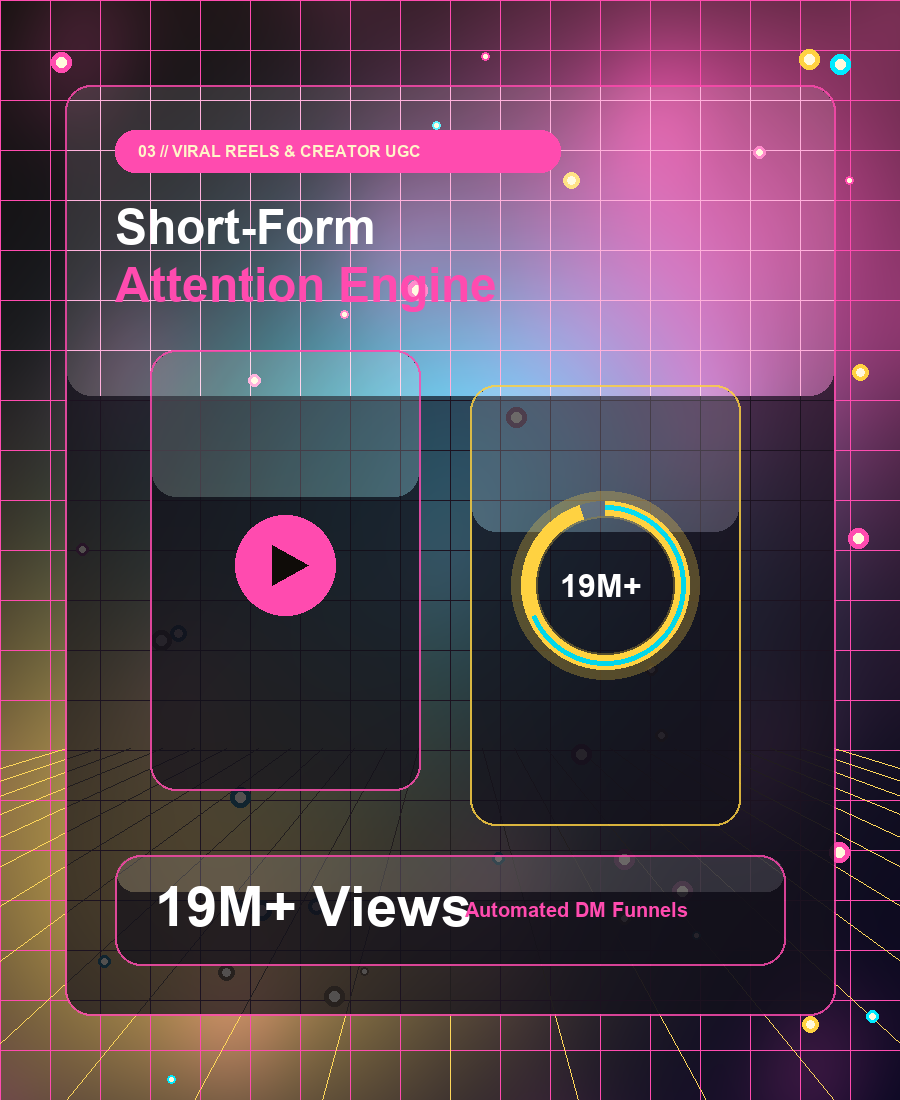 03 // VIRAL REELS & CREATOR UGC
Short-Form
Attention Engine
19M+
19M+ Views
Automated DM Funnels